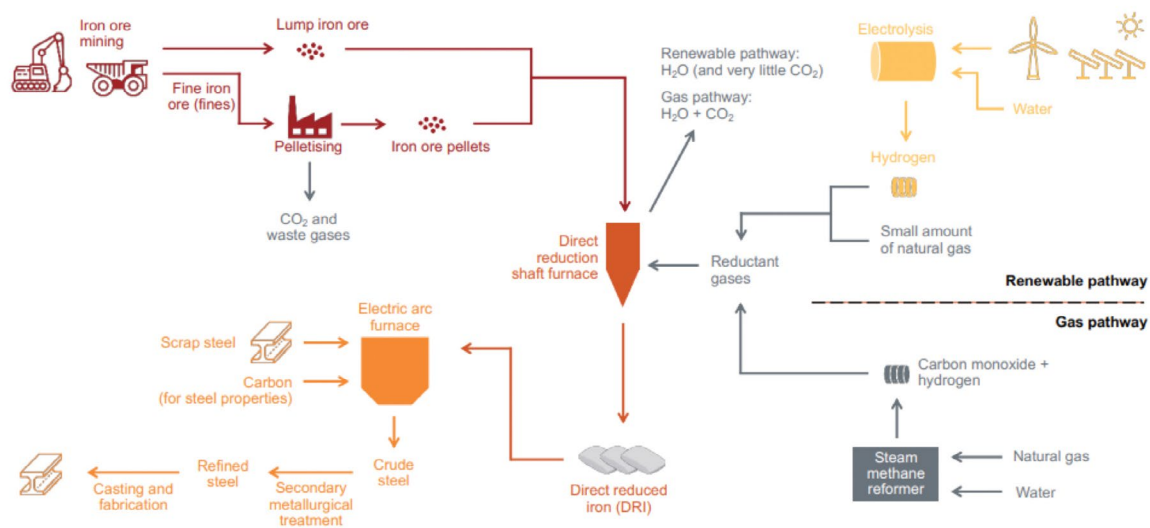 Iron ore
mining
Lump iron ore
Fine iron
ore (fines)
Pelletising
Iron ore pellets
CO₂ and
waste gases
Renewable pathway:
H₂O (and very little CO₂)
Gas pathway:
H₂O + CO₂
Electrolysis
Water
Hydrogen
Small amount
of natural gas
Reductant
gases
Direct
reduction
shaft furnace
Renewable pathway
Gas pathway
Carbon monoxide +
hydrogen
Steam
methane
reformer
Natural gas
Water
Electric arc
furnace
Scrap steel
Carbon
(for steel properties)
Direct reduced
iron (DRI)
Crude
steel
Secondary
metallurgical
treatment
Refined
steel
Casting and
fabrication